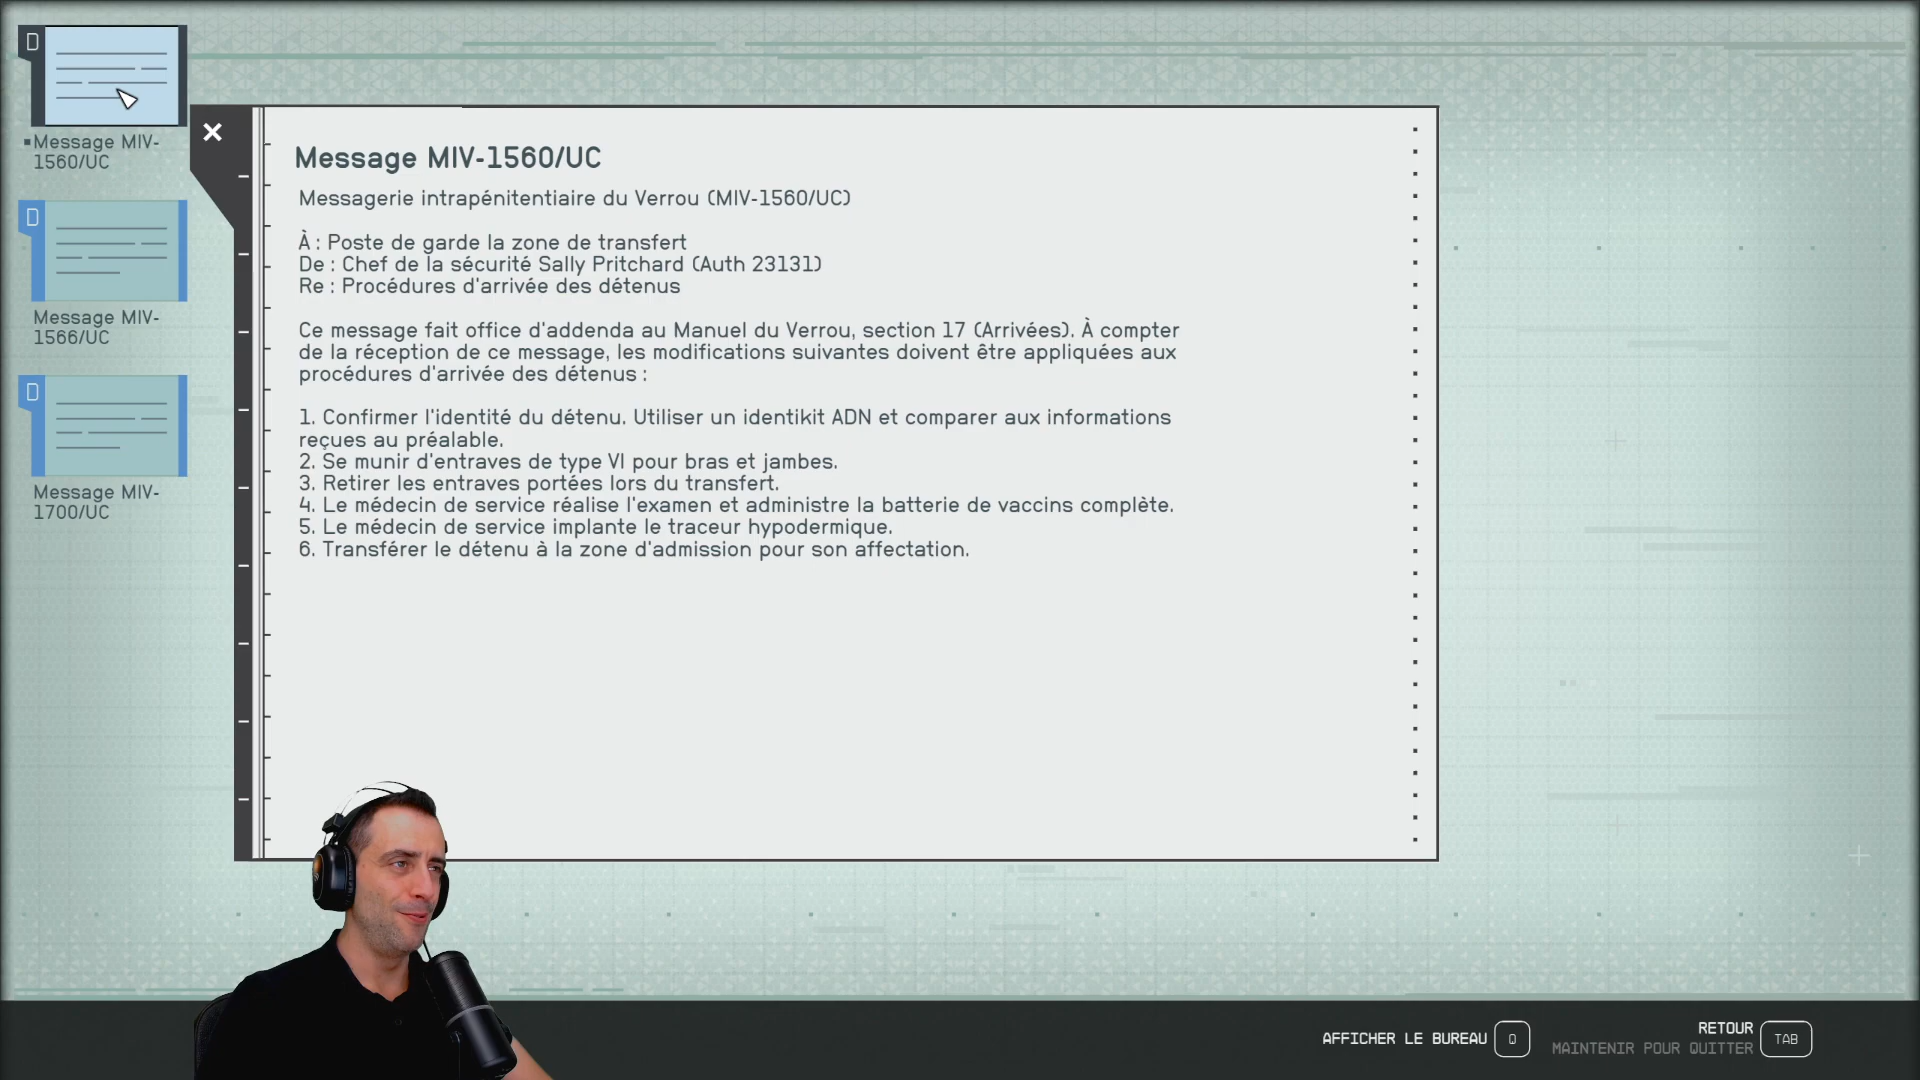 D
Message MIV-
1560/UC
D
Message MIV-
1566/UC
D
Message MIV-
1700/UC
Message MIV-1560/UC
Messagerie intrapénitentiaire du Verrou (MIV-1560/UC)
À : Poste de garde la zone de transfert
De : Chef de la sécurité Sally Pritchard (Auth 23131)
Re : Procédures d'arrivée des détenus
Ce message fait office d'addenda au Manuel du Verrou, section 17 (Arrivées). À compter
de la réception de ce message, les modifications suivantes doivent être appliquées aux
procédures d'arrivée des détenus :
1. Confirmer l'identité du détenu. Utiliser un identikit ADN et comparer aux informations
reçues au préalable.
2. Se munir d'entraves de type VI pour bras et jambes.
3. Retirer les entraves portées lors du transfert.
4. Le médecin de service réalise l'examen et administre la batterie de vaccins complète.
5. Le médecin de service implante le traceur hypodermique.
6. Transférer le détenu à la zone d'admission pour son affectation.
AFFICHER LE BUREAU Q
RETOUR
MAINTENIR POUR QUITTER TAB